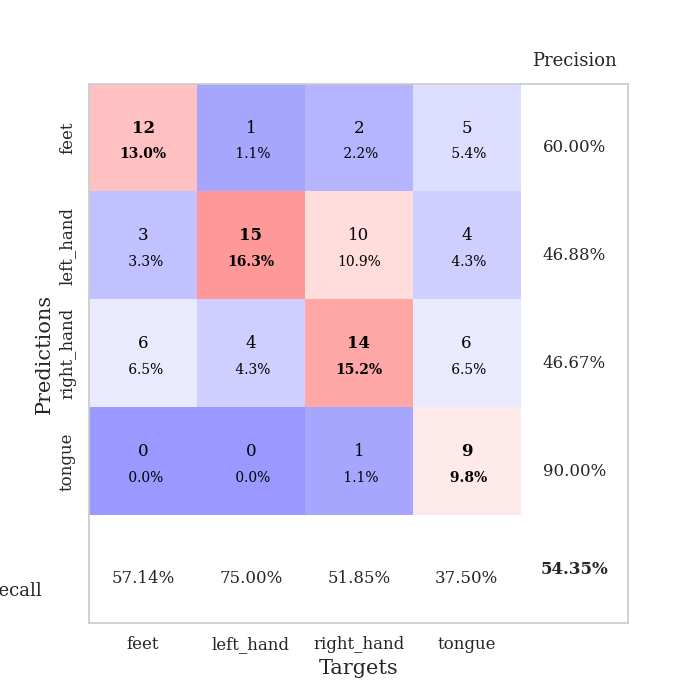 Precision
feet
12 1 2 5
13.0% 1.1% 2.2% 5.4%
60.00%
left_hand
3 15 10 4
3.3% 16.3% 10.9% 4.3%
46.88%
Predictions
right_hand
6 4 14 6
6.5% 4.3% 15.2% 6.5%
46.67%
tongue
0 0 1 9
0.0% 0.0% 1.1% 9.8%
90.00%
ecall
57.14% 75.00% 51.85% 37.50% 54.35%
feet left_hand right_hand tongue
Targets